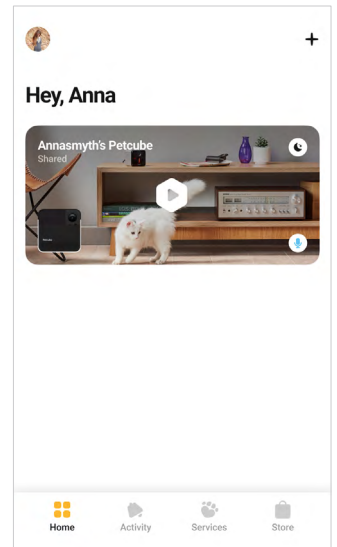 Hey, Anna
Annasmyth's Petcube
Shared
Home
Activity
Services
Store